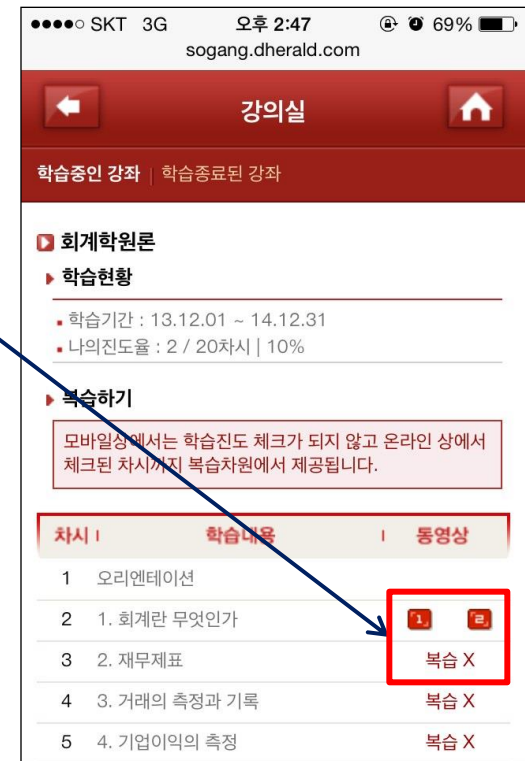 SKT 3G 오후 2:47 69%
sogang.dherald.com
강의실
학습중인 강좌 | 학습종료된 강좌
회계학원론
학습현황
학습기간 : 13.12.01 ~ 14.12.31
나의진도율 : 2 / 20차시 | 10%
복습하기
모바일상에서는 학습진도 체크가 되지 않고 온라인 상에서
체크된 차시까지 복습차원에서 제공됩니다.
차시 학습내용 동영상
1 오리엔테이션
2 1. 회계란 무엇인가 1 2
3 2. 재무제표 복습 X
4 3. 거래의 측정과 기록 복습 X
5 4. 기업이익의 측정 복습 X